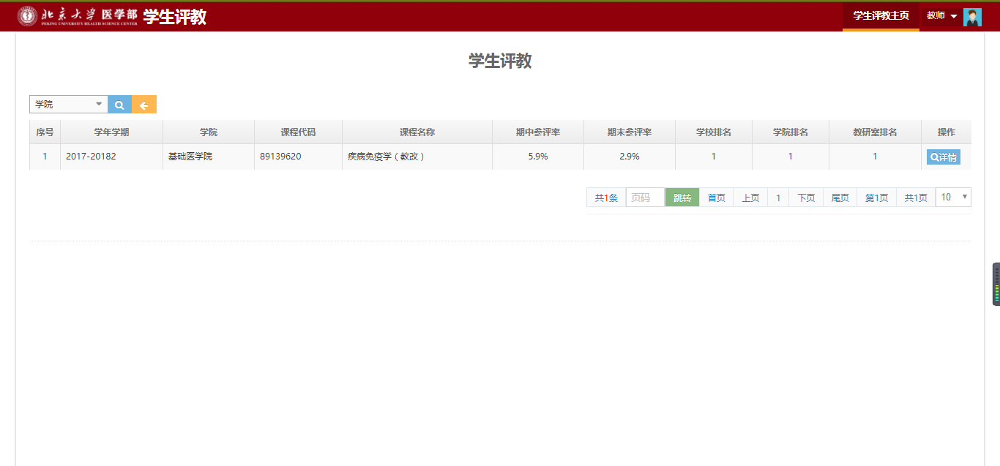 北京大学医学部 学生评教 学生评教主页 教师
PEKING UNIVERSITY HEALTH SCIENCE CENTER
学生评教
学院
序号 学年学期 学院 课程代码 课程名称 期中参评率 期末参评率 学校排名 学院排名 教研室排名 操作
1 2017-20182 基础医学院 89139620 疾病免疫学（教改） 5.9% 2.9% 1 1 1 详情
共1条 页码 跳转 首页 上页 1 下页 尾页 第1页 共1页 10